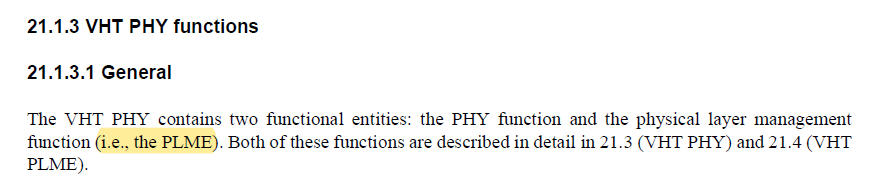 21.1.3 VHT PHY functions
21.1.3.1 General
The VHT PHY contains two functional entities: the PHY function and the physical layer management
function (i.e., the PLME). Both of these functions are described in detail in 21.3 (VHT PHY) and 21.4 (VHT
PLME).